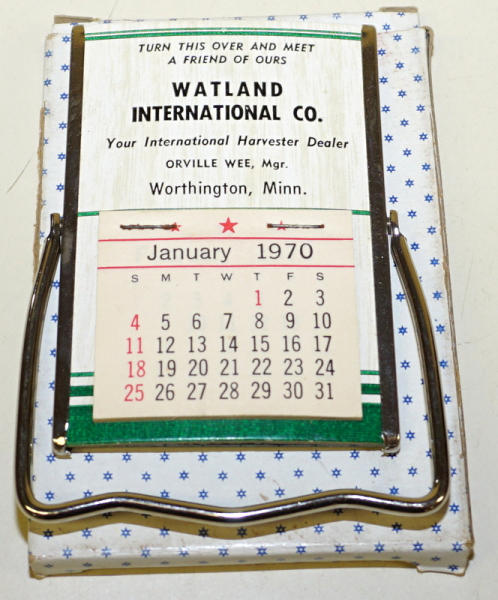 TURN THIS OVER AND MEET
A FRIEND OF OURS
WATLAND
INTERNATIONAL CO.
Your International Harvester Dealer
ORVILLE WEE, Mgr.
Worthington, Minn.
January 1970
S M T W T F S
1 2 3
4 5 6 7 8 9 10
11 12 13 14 15 16 17
18 19 20 21 22 23 24
25 26 27 28 29 30 31